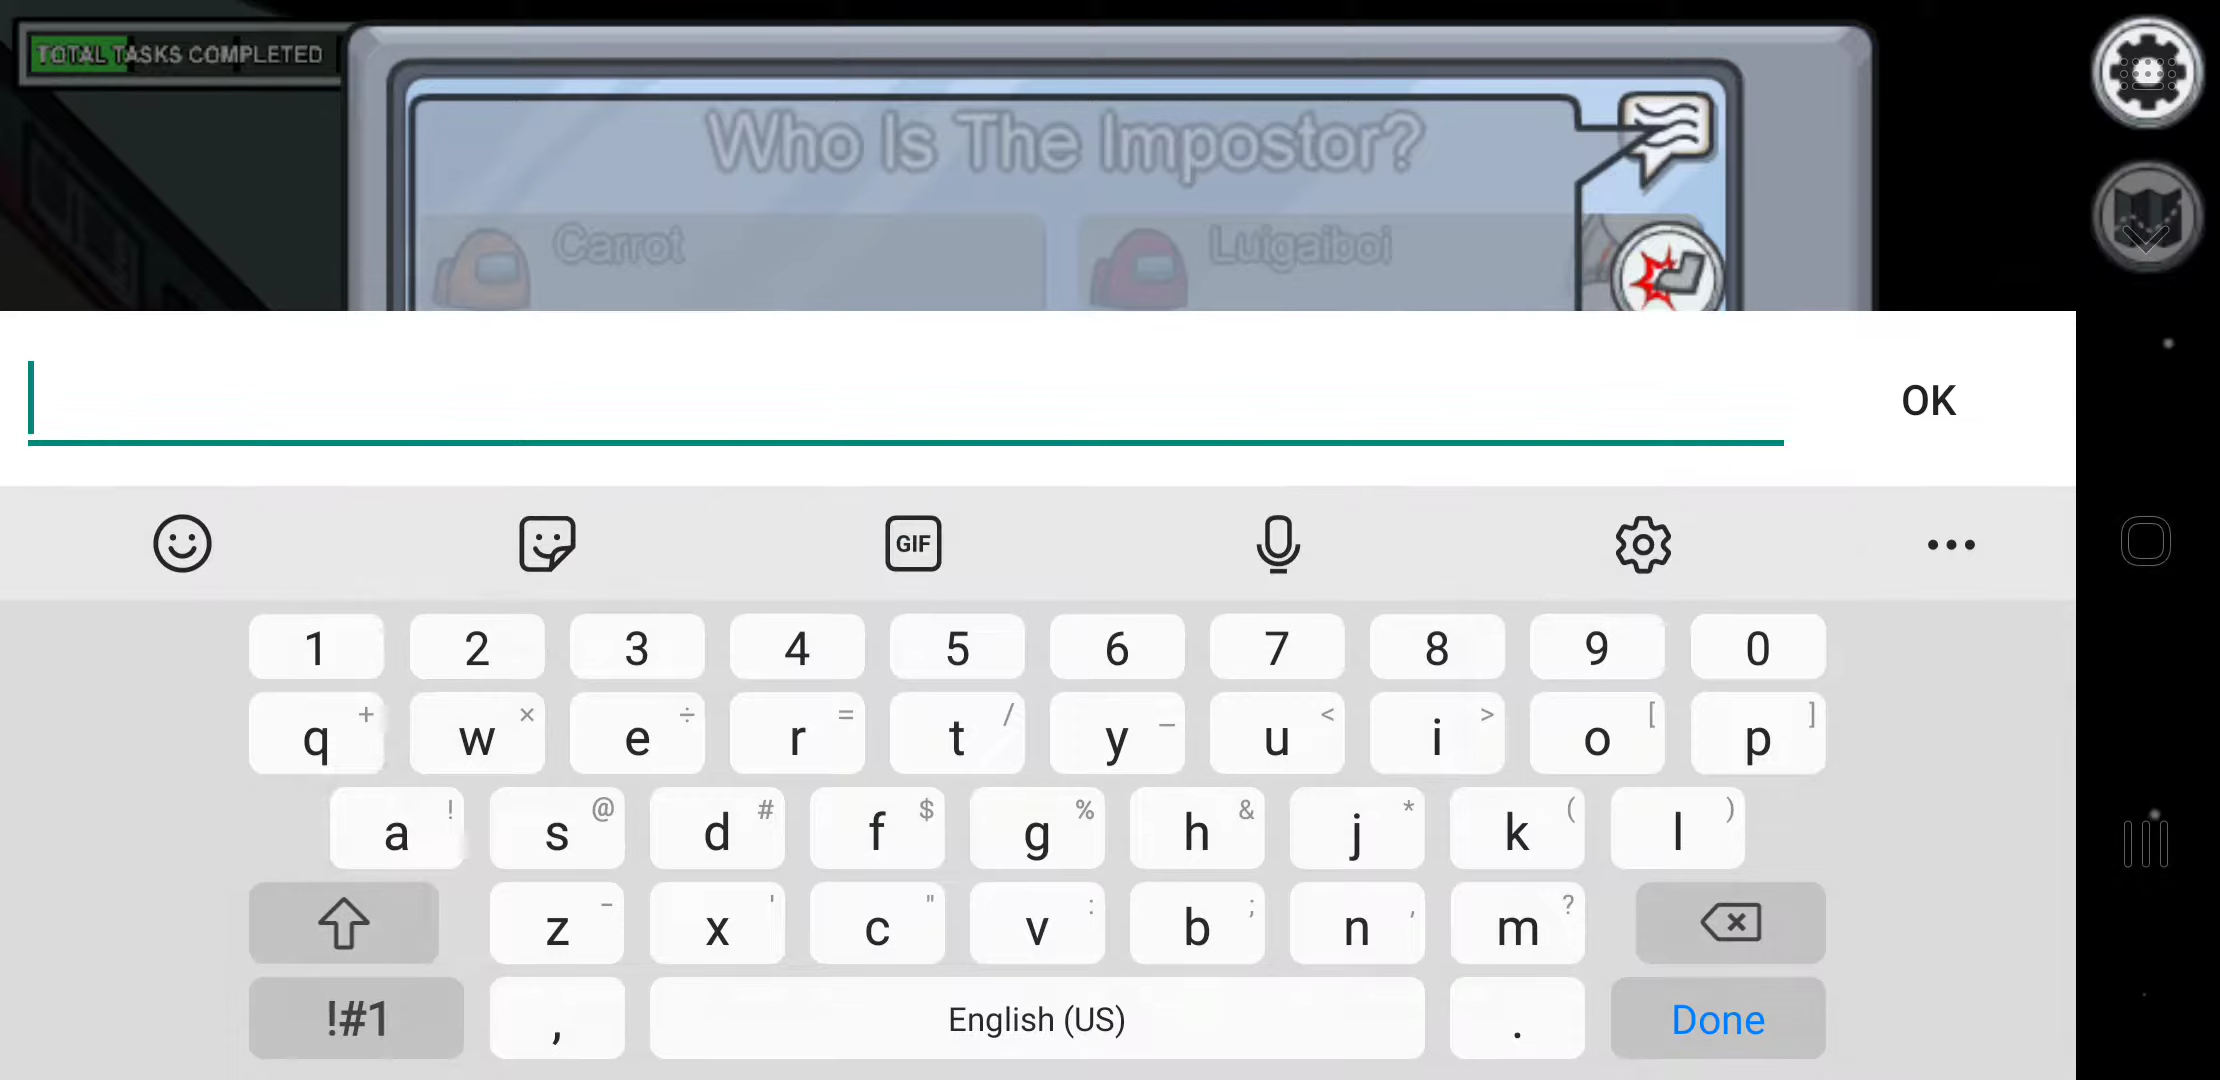 TOTAL TASKS COMPLETED
Who Is The Impostor?
Carrot
Luigaiboi
OK
GIF
1 2 3 4 5 6 7 8 9 0
q + w × e ÷ r = t / y _ u < i > o [ p ]
a ! s @ d # f $ g % h & j * k ( l )
z - x ' c " v : b ; n , m ?
!#1 , English (US) . Done